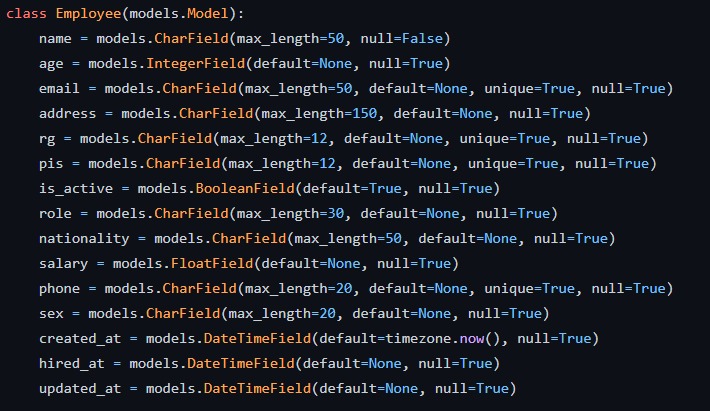 class Employee(models.Model):
    name = models.CharField(max_length=50, null=False)
    age = models.IntegerField(default=None, null=True)
    email = models.CharField(max_length=50, default=None, unique=True, null=True)
    address = models.CharField(max_length=150, default=None, null=True)
    rg = models.CharField(max_length=12, default=None, unique=True, null=True)
    pis = models.CharField(max_length=12, default=None, unique=True, null=True)
    is_active = models.BooleanField(default=True, null=True)
    role = models.CharField(max_length=30, default=None, null=True)
    nationality = models.CharField(max_length=50, default=None, null=True)
    salary = models.FloatField(default=None, null=True)
    phone = models.CharField(max_length=20, default=None, unique=True, null=True)
    sex = models.CharField(max_length=20, default=None, null=True)
    created_at = models.DateTimeField(default=timezone.now(), null=True)
    hired_at = models.DateTimeField(default=None, null=True)
    updated_at = models.DateTimeField(default=None, null=True)